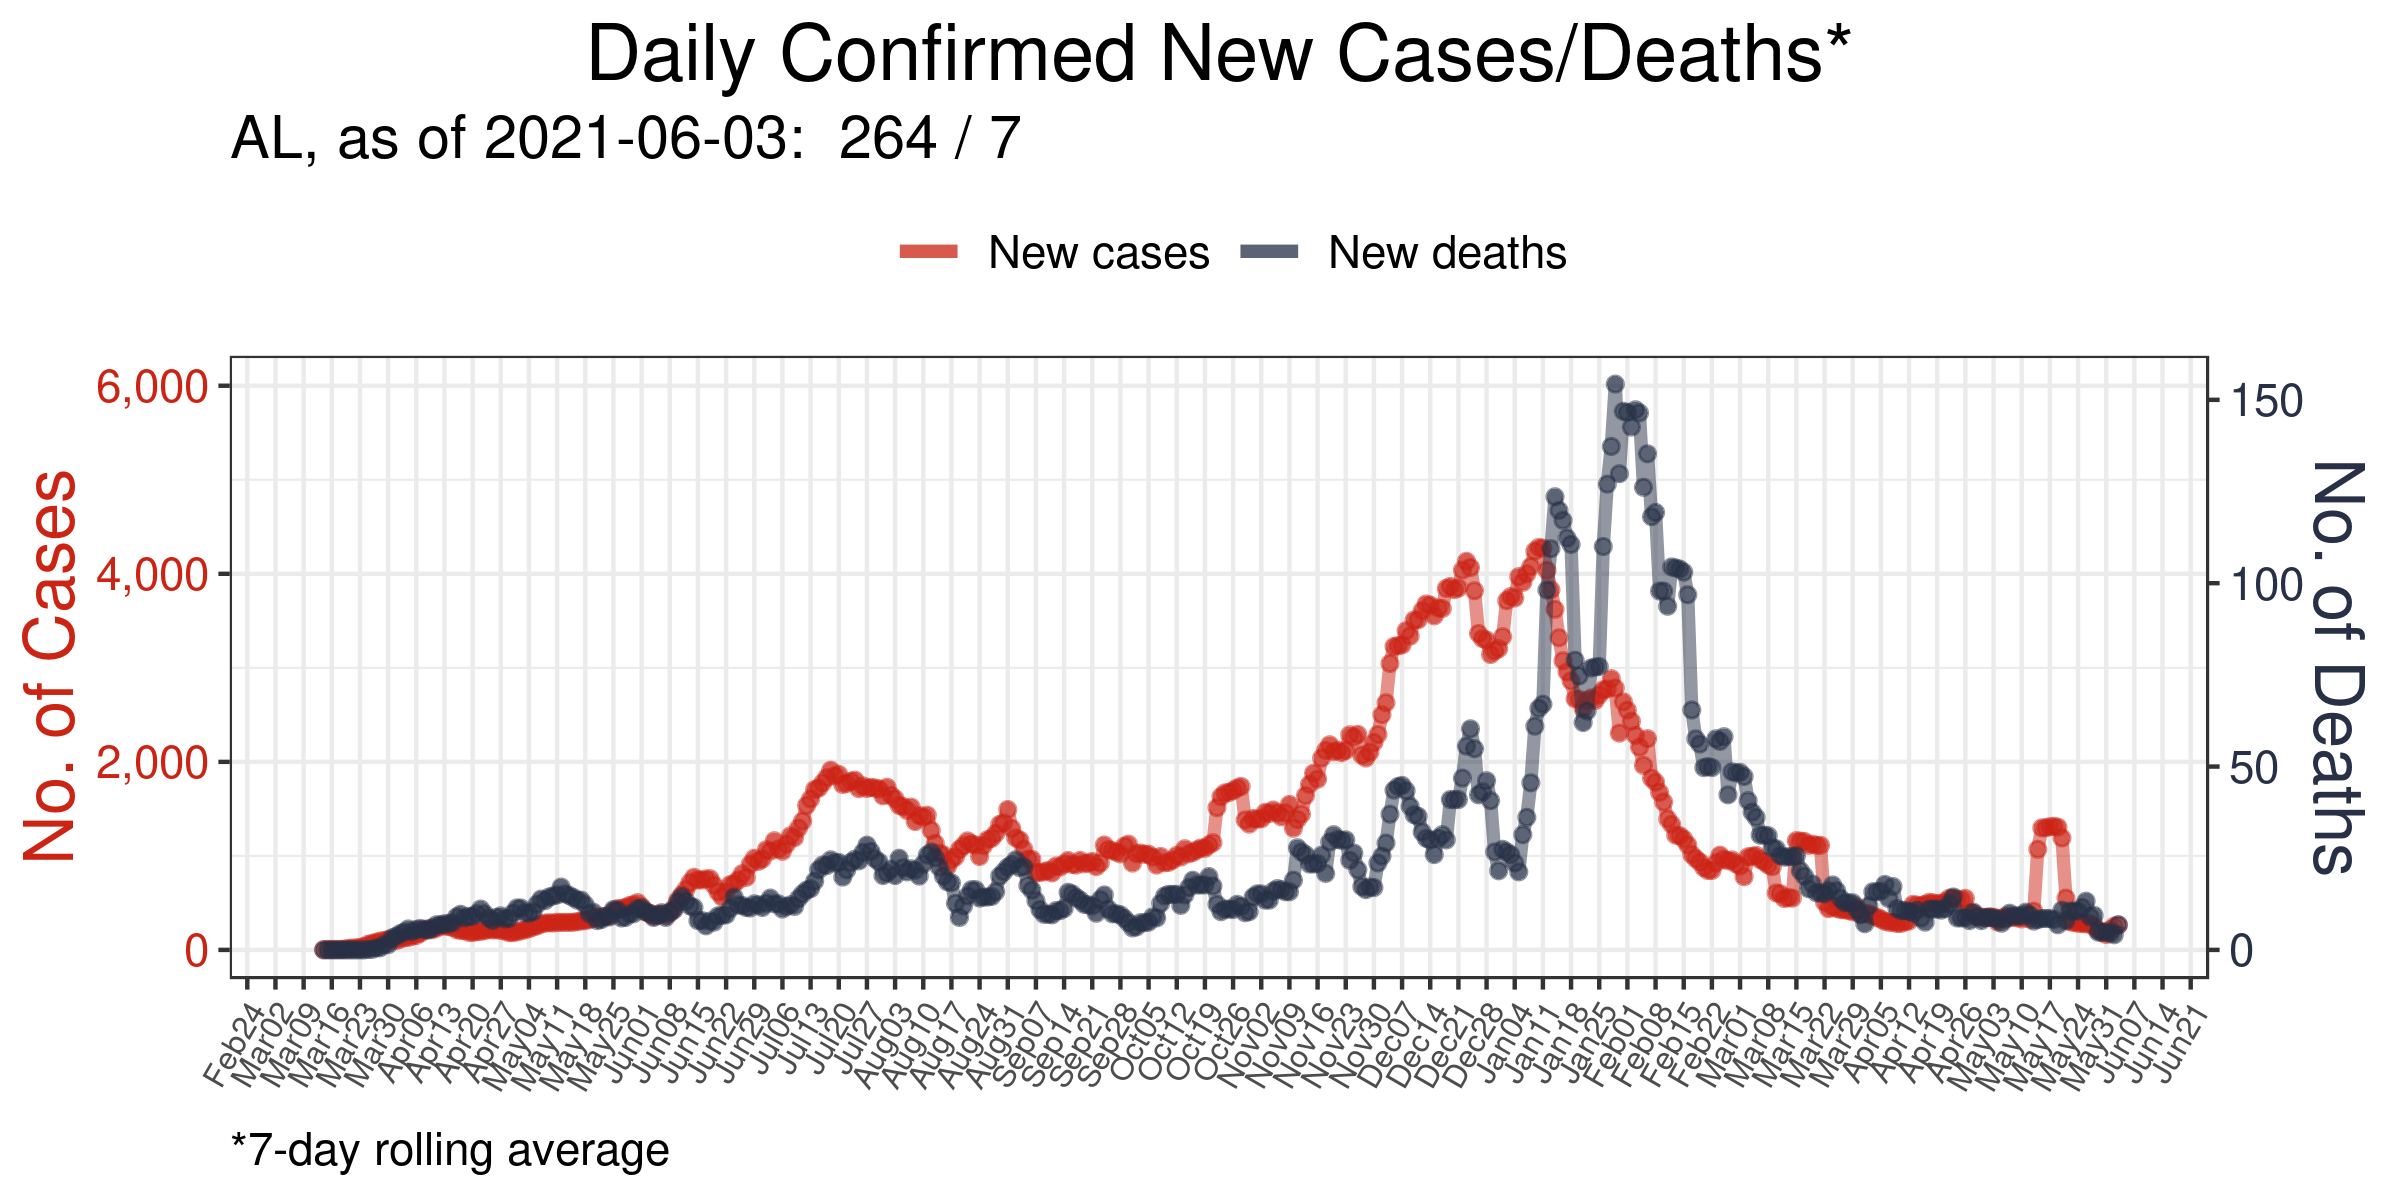 Daily Confirmed New Cases/Deaths*
AL, as of 2021-06-03:  264 / 7
New cases
New deaths
No. of Cases
6,000
4,000
2,000
0
150
100
50
0
No. of Deaths
Feb24
Mar02
Mar09
Mar16
Mar23
Mar30
Apr06
Apr13
Apr20
Apr27
May04
May11
May18
May25
Jun01
Jun08
Jun15
Jun22
Jun29
Jul06
Jul13
Jul20
Jul27
Aug03
Aug10
Aug17
Aug24
Aug31
Sep07
Sep14
Sep21
Sep28
Oct05
Oct12
Oct19
Oct26
Nov02
Nov09
Nov16
Nov23
Nov30
Dec07
Dec14
Dec21
Dec28
Jan04
Jan11
Jan18
Jan25
Feb01
Feb08
Feb15
Feb22
Mar01
Mar08
Mar15
Mar22
Mar29
Apr05
Apr12
Apr19
Apr26
May03
May10
May17
May24
May31
Jun07
Jun14
Jun21
*7-day rolling average